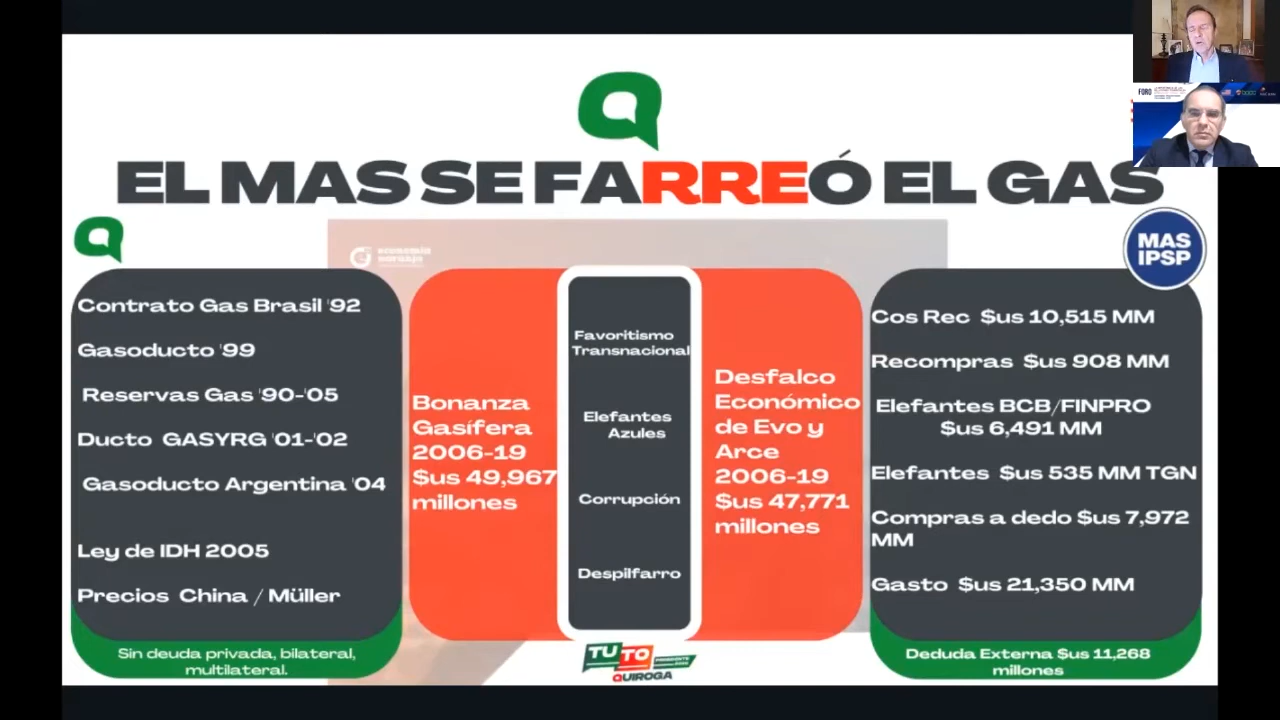 FORO
EL MAS SE FARREÓ EL GAS
MAS
IPSP
economía
naranja
Contrato Gas Brasil '92
Gasoducto '99
Reservas Gas '90-'05
Ducto GASYRG '01-'02
Gasoducto Argentina '04
Ley de IDH 2005
Precios China / Müller
Sin deuda privada, bilateral,
multilateral.
Bonanza
Gasífera
2006-19
$us 49,967
millones
Favoritismo
Transnacional
Elefantes
Azules
Corrupción
Despilfarro
Desfalco
Económico
de Evo y
Arce
2006-19
$us 47,771
millones
Cos Rec $us 10,515 MM
Recompras $us 908 MM
Elefantes BCB/FINPRO
$us 6,491 MM
Elefantes $us 535 MM TGN
Compras a dedo $us 7,972
MM
Gasto $us 21,350 MM
Deduda Externa $us 11,268
millones
TUTO
PRESIDENTE
QUIROGA